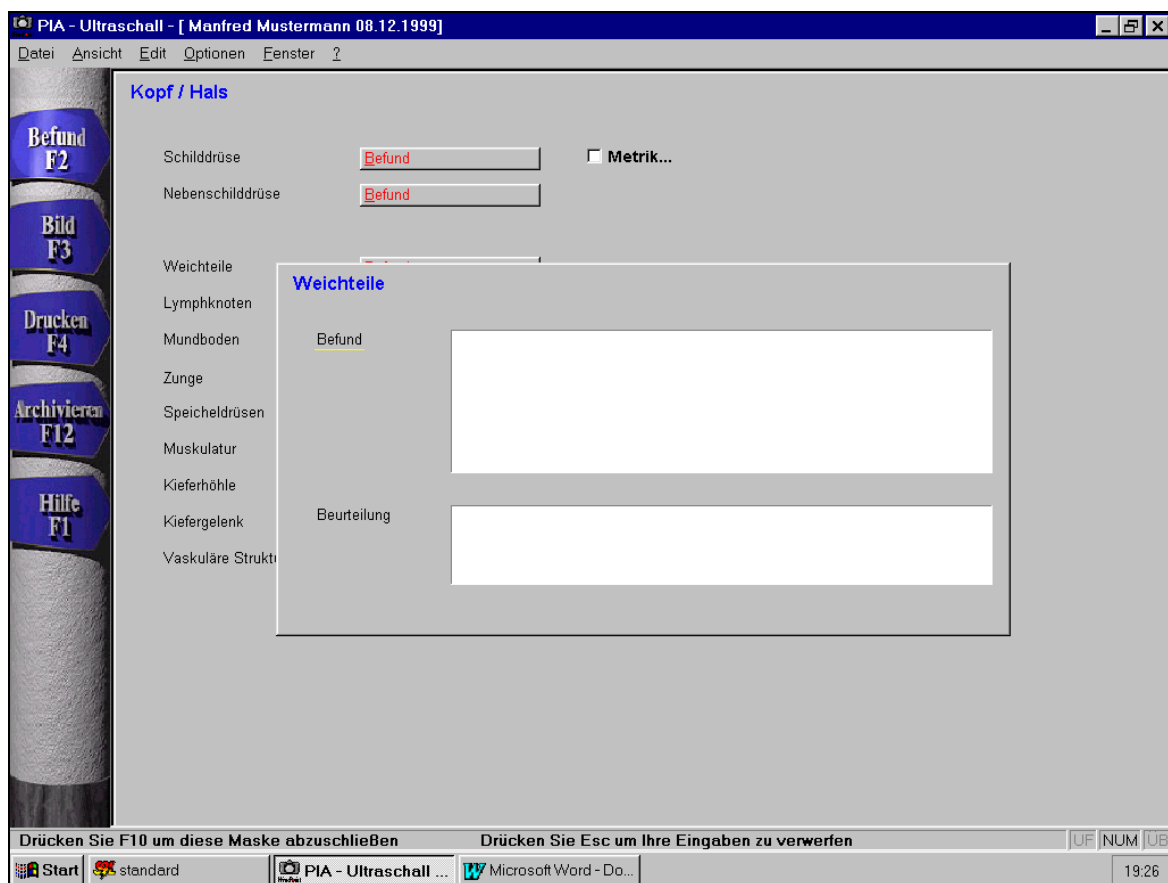 PIA - Ultraschall - [ Manfred Mustermann 08.12.1999]
Datei Ansicht Edit Optionen Fenster ?
Kopf / Hals
Befund
F2
Bild
F3
Drucken
F4
Archivieren
F12
Hilfe
F1
Schilddrüse Befund Metrik...
Nebenschilddrüse Befund
Weichteile
Lymphknoten
Mundboden
Zunge
Speicheldrüsen
Muskulatur
Kieferhöhle
Kiefergelenk
Vaskuläre Struktu
Weichteile
Befund
Beurteilung
Drücken Sie F10 um diese Maske abzuschließen Drücken Sie Esc um Ihre Eingaben zu verwerfen UF NUM ÜB
Start standard PIA - Ultraschall ... Microsoft Word - Do... 19:26